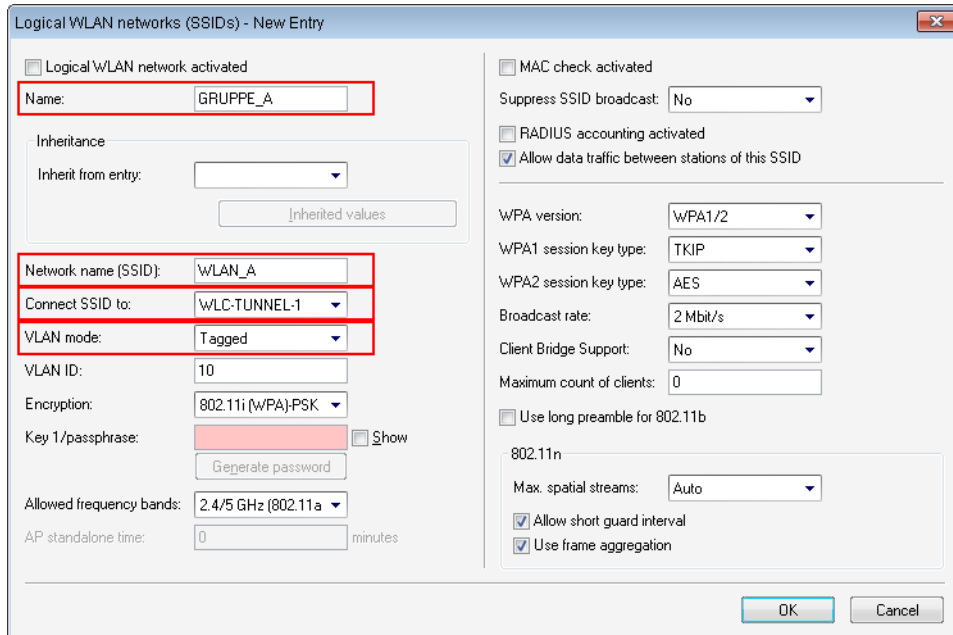 Logical WLAN networks (SSIDs) - New Entry
Logical WLAN network activated
Name: GRUPPE_A
Inheritance
Inherit from entry:
Inherited values
Network name (SSID): WLAN_A
Connect SSID to: WLC-TUNNEL-1
VLAN mode: Tagged
VLAN ID: 10
Encryption: 802.11i (WPA)-PSK
Key 1/passphrase: Show
Generate password
Allowed frequency bands: 2.4/5 GHz (802.11a
AP standalone time: 0 minutes
MAC check activated
Suppress SSID broadcast: No
RADIUS accounting activated
Allow data traffic between stations of this SSID
WPA version: WPA1/2
WPA1 session key type: TKIP
WPA2 session key type: AES
Broadcast rate: 2 Mbit/s
Client Bridge Support: No
Maximum count of clients: 0
Use long preamble for 802.11b
802.11n
Max. spatial streams: Auto
Allow short guard interval
Use frame aggregation
OK Cancel